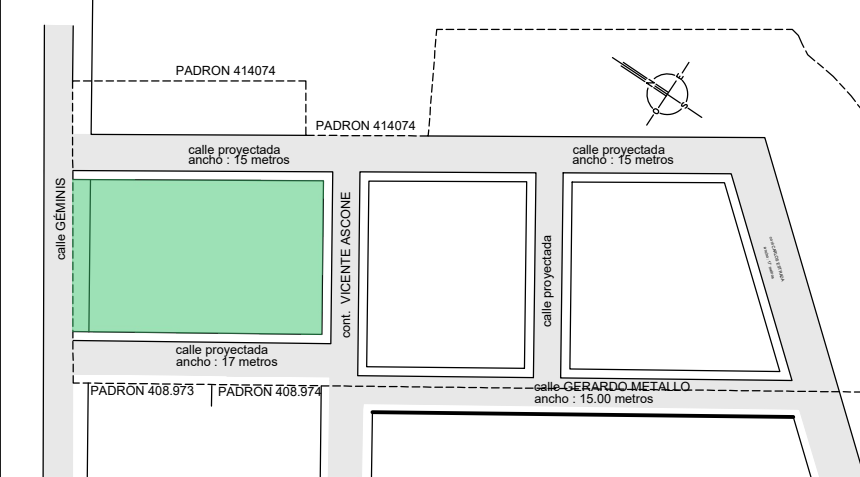 PADRON 414074
PADRON 414074
N
E
S
O
calle proyectada
ancho : 15 metros
calle proyectada
ancho : 15 metros
calle GÉMINIS
cont. VICENTE ASCONE
calle proyectada
calle proyectada
ancho : 17 metros
PADRON 408.973
PADRON 408.974
calle GERARDO METALLO
ancho : 15.00 metros